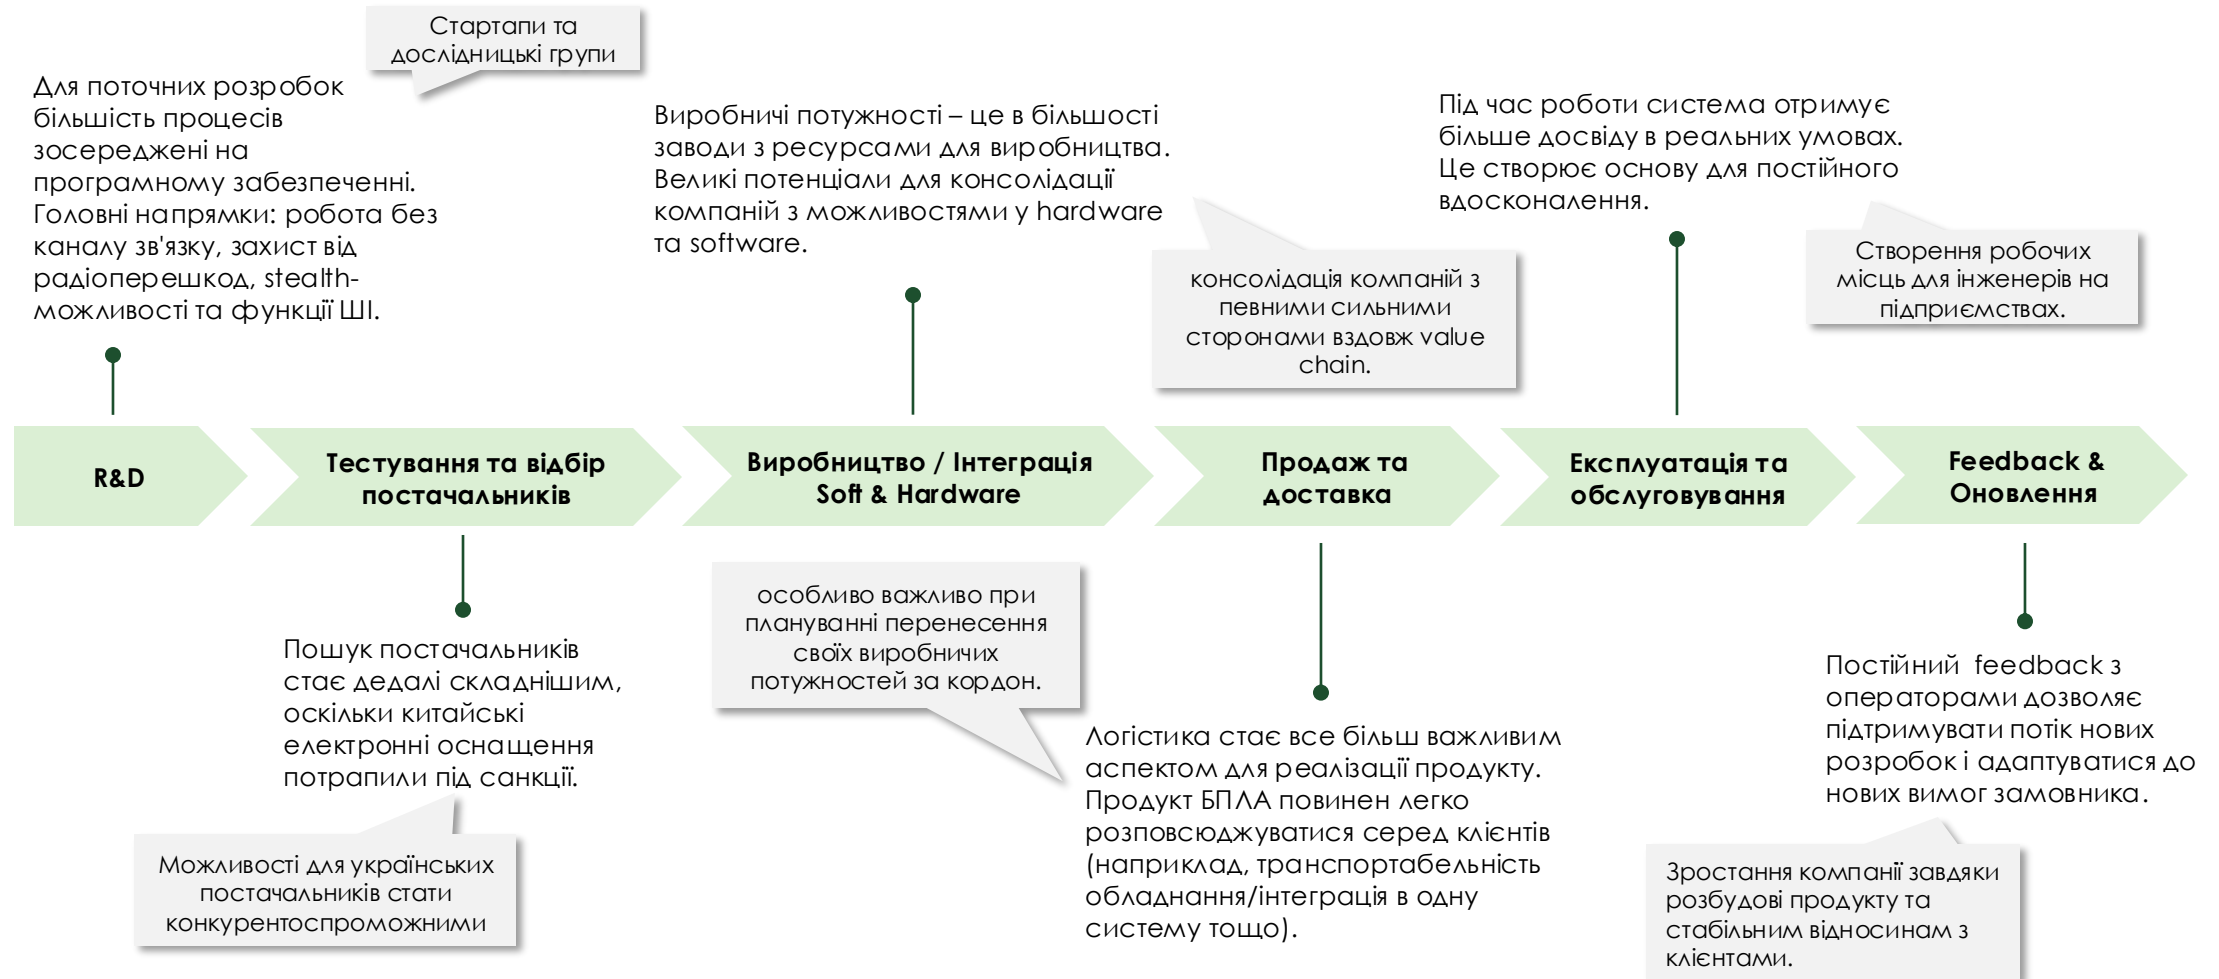 Стартапи та
дослідницькі групи
Для поточних розробок
більшість процесів
зосереджені на
програмному забезпеченні.
Головні напрямки: робота без
каналу зв'язку, захист від
радіоперешкод, stealth-
можливості та функції ШІ.
Виробничі потужності – це в більшості
заводи з ресурсами для виробництва.
Великі потенціали для консолідації
компаній з можливостями у hardware
та software.
консолідація компаній з
певними сильними
сторонами вздовж value
chain.
Під час роботи система отримує
більше досвіду в реальних умовах.
Це створює основу для постійного
вдосконалення.
Створення робочих
місць для інженерів на
підприємствах.
R&D
Тестування та відбір
постачальників
Виробництво / Інтеграція
Soft & Hardware
Продаж та
доставка
Експлуатація та
обслуговування
Feedback &
Оновлення
Пошук постачальників
стає дедалі складнішим,
оскільки китайські
електронні оснащення
потрапили під санкції.
Можливості для українських
постачальників стати
конкурентоспроможними
особливо важливо при
плануванні перенесення
своїх виробничих
потужностей за кордон.
Логістика стає все більш важливим
аспектом для реалізації продукту.
Продукт БПЛА повинен легко
розповсюджуватися серед клієнтів
(наприклад, транспортабельність
обладнання/інтеграція в одну
систему тощо).
Постійний feedback з
операторами дозволяє
підтримувати потік нових
розробок і адаптуватися до
нових вимог замовника.
Зростання компанії завдяки
розбудові продукту та
стабільним відносинам з
клієнтами.